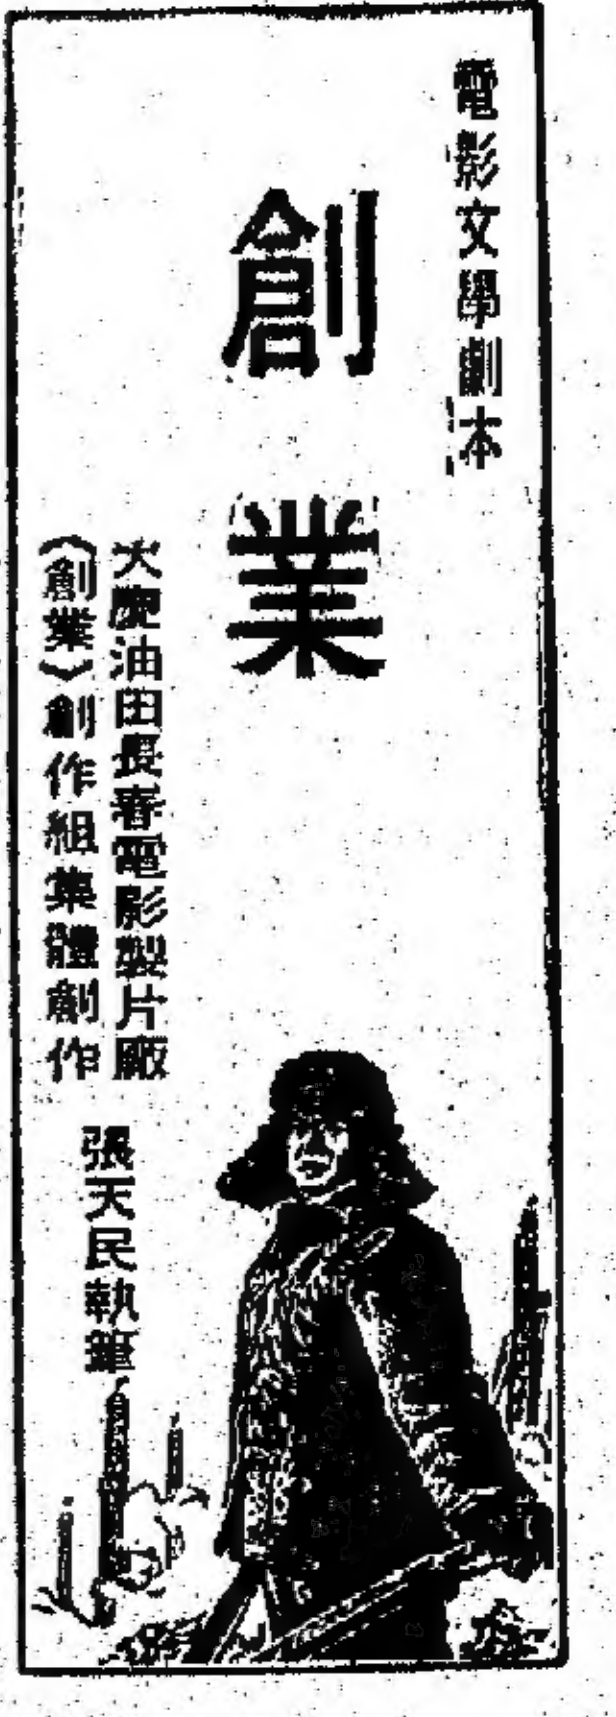 電影文學劇本
創業
大慶油田長春電影製片廠
《創業》創作組集體創作
張天民執筆